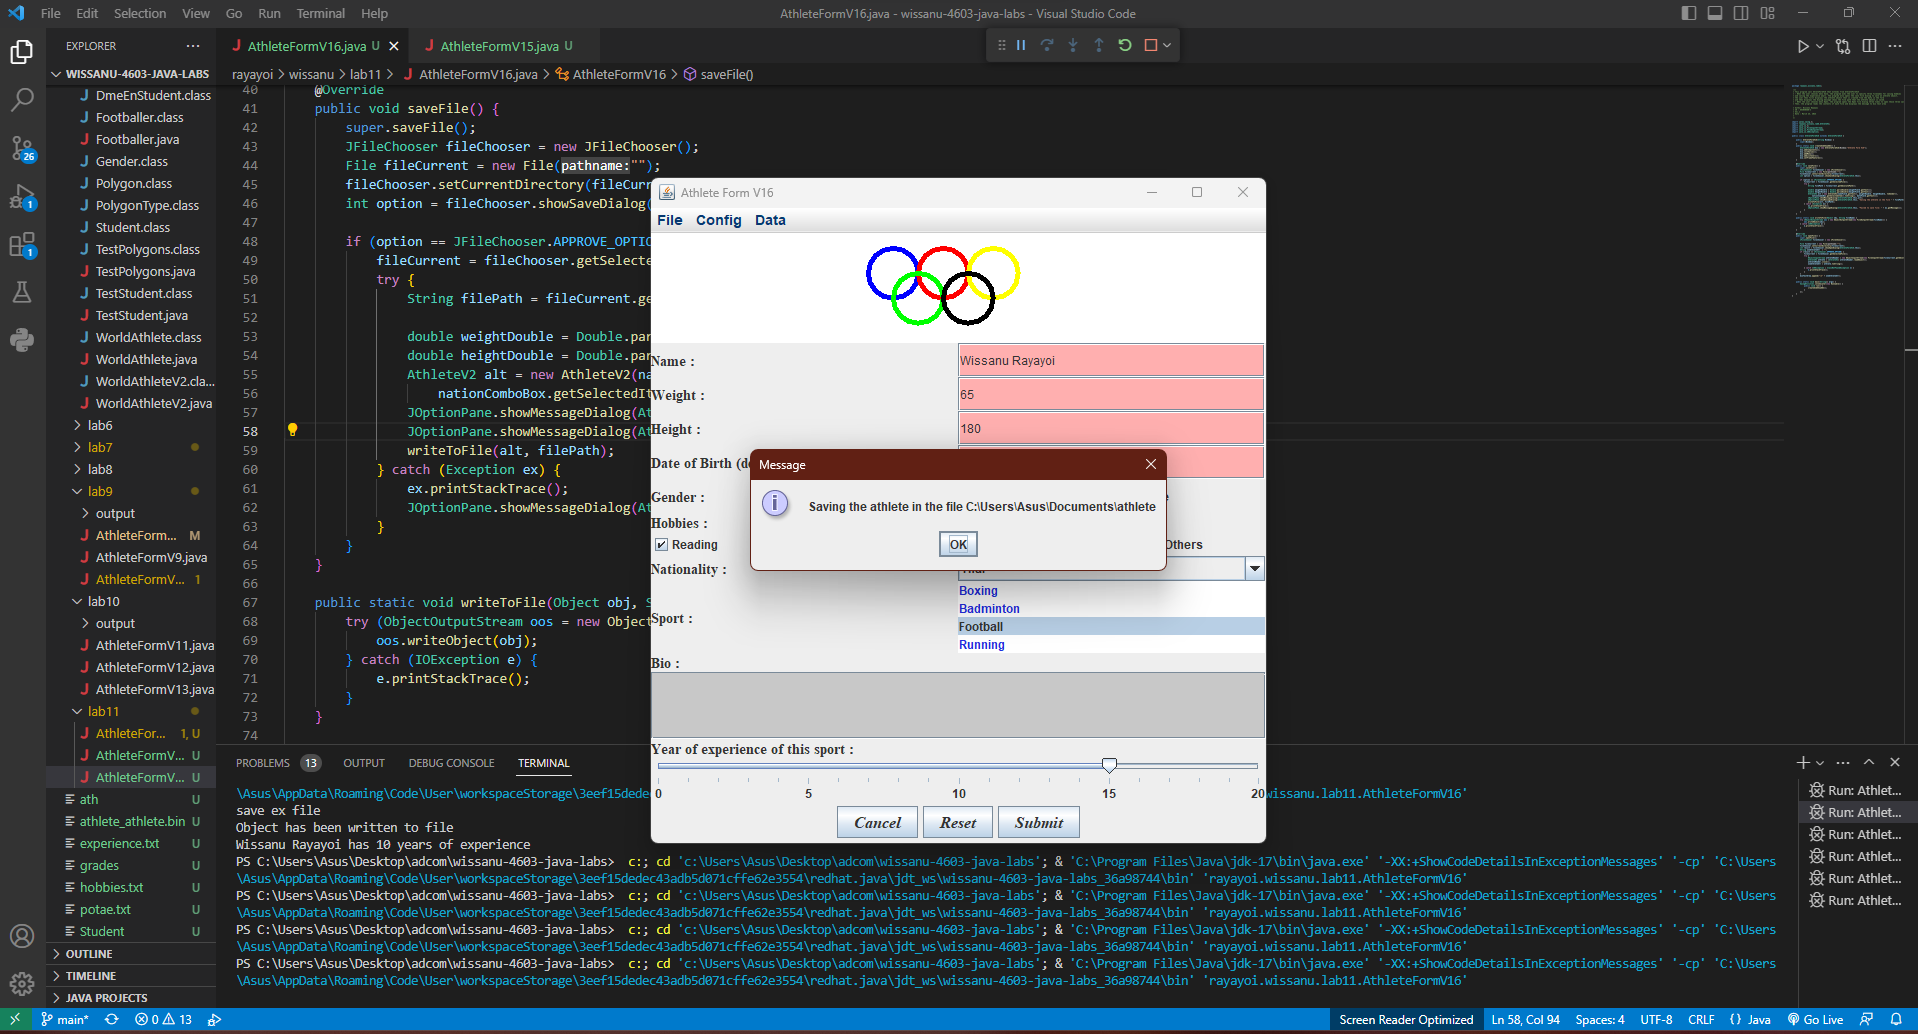 File Edit Selection View Go Run Terminal Help
AthleteFormV16.java - wissanu-4603-java-labs - Visual Studio Code
EXPLORER
AthleteFormV16.java U
AthleteFormV15.java U
WISSANU-4603-JAVA-LABS
DmeEnStudent.class
Footballer.class
Footballer.java
Gender.class
Polygon.class
PolygonType.class
Student.class
TestPolygons.class
TestPolygons.java
TestStudent.class
TestStudent.java
WorldAthlete.class
WorldAthlete.java
WorldAthleteV2.cla...
WorldAthleteV2.java
lab6
lab7
lab8
lab9
output
AthleteForm... M
AthleteFormV9.java
AthleteFormV... 1
lab10
output
AthleteFormV11.java
AthleteFormV12.java
AthleteFormV13.java
lab11
AthleteFor... 1, U
AthleteFormV... U
AthleteFormV... U
ath U
athlete_athlete.bin U
experience.txt U
grades U
hobbies.txt U
potae.txt U
Student U
OUTLINE
TIMELINE
JAVA PROJECTS
26
1
1
rayayoi > wissanu > lab11 > AthleteFormV16.java > AthleteFormV16 > saveFile()
40 @Override
41 public void saveFile() {
42 super.saveFile();
43 JFileChooser fileChooser = new JFileChooser();
44 File fileCurrent = new File(pathname:"");
45 fileChooser.setCurrentDirectory(fileCurr
46 int option = fileChooser.showSaveDialog(
47
48 if (option == JFileChooser.APPROVE_OPTIO
49 fileCurrent = fileChooser.getSelecte
50 try {
51 String filePath = fileCurrent.ge
52
53 double weightDouble = Double.par
54 double heightDouble = Double.par
55 AthleteV2 alt = new AthleteV2(na
56 nationComboBox.getSelectedIt
57 JOptionPane.showMessageDialog(At
58 JOptionPane.showMessageDialog(At
59 writeToFile(alt, filePath);
60 } catch (Exception ex) {
61 ex.printStackTrace();
62 JOptionPane.showMessageDialog(At
63 }
64 }
65 }
66
67 public static void writeToFile(Object obj, S
68 try (ObjectOutputStream oos = new Object
69 oos.writeObject(obj);
70 } catch (IOException e) {
71 e.printStackTrace();
72 }
73 }
74
Athlete Form V16
File Config Data
Name : Wissanu Rayayoi
Weight : 65
Height : 180
Date of Birth (d
Gender :
Hobbies :
Reading
Others
Nationality :
Sport :
Boxing
Badminton
Football
Running
Bio :
Year of experience of this sport :
0 5 10 15 20
Cancel Reset Submit
Message
Saving the athlete in the file C:\Users\Asus\Documents\athlete
OK
PROBLEMS 13 OUTPUT DEBUG CONSOLE TERMINAL
\Asus\AppData\Roaming\Code\User\workspaceStorage\3eef15dede wissanu.lab11.AthleteFormV16'
save ex file
Object has been written to file
Wissanu Rayayoi has 10 years of experience
PS C:\Users\Asus\Desktop\adcom\wissanu-4603-java-labs> c:; cd 'c:\Users\Asus\Desktop\adcom\wissanu-4603-java-labs'; & 'C:\Program Files\Java\jdk-17\bin\java.exe' '-XX:+ShowCodeDetailsInExceptionMessages' '-cp' 'C:\Users
\Asus\AppData\Roaming\Code\User\workspaceStorage\3eef15dedec43adb5d071cffe62e3554\redhat.java\jdt_ws\wissanu-4603-java-labs_36a98744\bin' 'rayayoi.wissanu.lab11.AthleteFormV16'
PS C:\Users\Asus\Desktop\adcom\wissanu-4603-java-labs> c:; cd 'c:\Users\Asus\Desktop\adcom\wissanu-4603-java-labs'; & 'C:\Program Files\Java\jdk-17\bin\java.exe' '-XX:+ShowCodeDetailsInExceptionMessages' '-cp' 'C:\Users
\Asus\AppData\Roaming\Code\User\workspaceStorage\3eef15dedec43adb5d071cffe62e3554\redhat.java\jdt_ws\wissanu-4603-java-labs_36a98744\bin' 'rayayoi.wissanu.lab11.AthleteFormV16'
PS C:\Users\Asus\Desktop\adcom\wissanu-4603-java-labs> c:; cd 'c:\Users\Asus\Desktop\adcom\wissanu-4603-java-labs'; & 'C:\Program Files\Java\jdk-17\bin\java.exe' '-XX:+ShowCodeDetailsInExceptionMessages' '-cp' 'C:\Users
\Asus\AppData\Roaming\Code\User\workspaceStorage\3eef15dedec43adb5d071cffe62e3554\redhat.java\jdt_ws\wissanu-4603-java-labs_36a98744\bin' 'rayayoi.wissanu.lab11.AthleteFormV16'
PS C:\Users\Asus\Desktop\adcom\wissanu-4603-java-labs> c:; cd 'c:\Users\Asus\Desktop\adcom\wissanu-4603-java-labs'; & 'C:\Program Files\Java\jdk-17\bin\java.exe' '-XX:+ShowCodeDetailsInExceptionMessages' '-cp' 'C:\Users
\Asus\AppData\Roaming\Code\User\workspaceStorage\3eef15dedec43adb5d071cffe62e3554\redhat.java\jdt_ws\wissanu-4603-java-labs_36a98744\bin' 'rayayoi.wissanu.lab11.AthleteFormV16'
Run: Athlet...
Run: Athlet...
Run: Athlet...
Run: Athlet...
Run: Athlet...
Run: Athlet...
main* 0 13
Screen Reader Optimized Ln 58, Col 94 Spaces: 4 UTF-8 CRLF {} Java Go Live